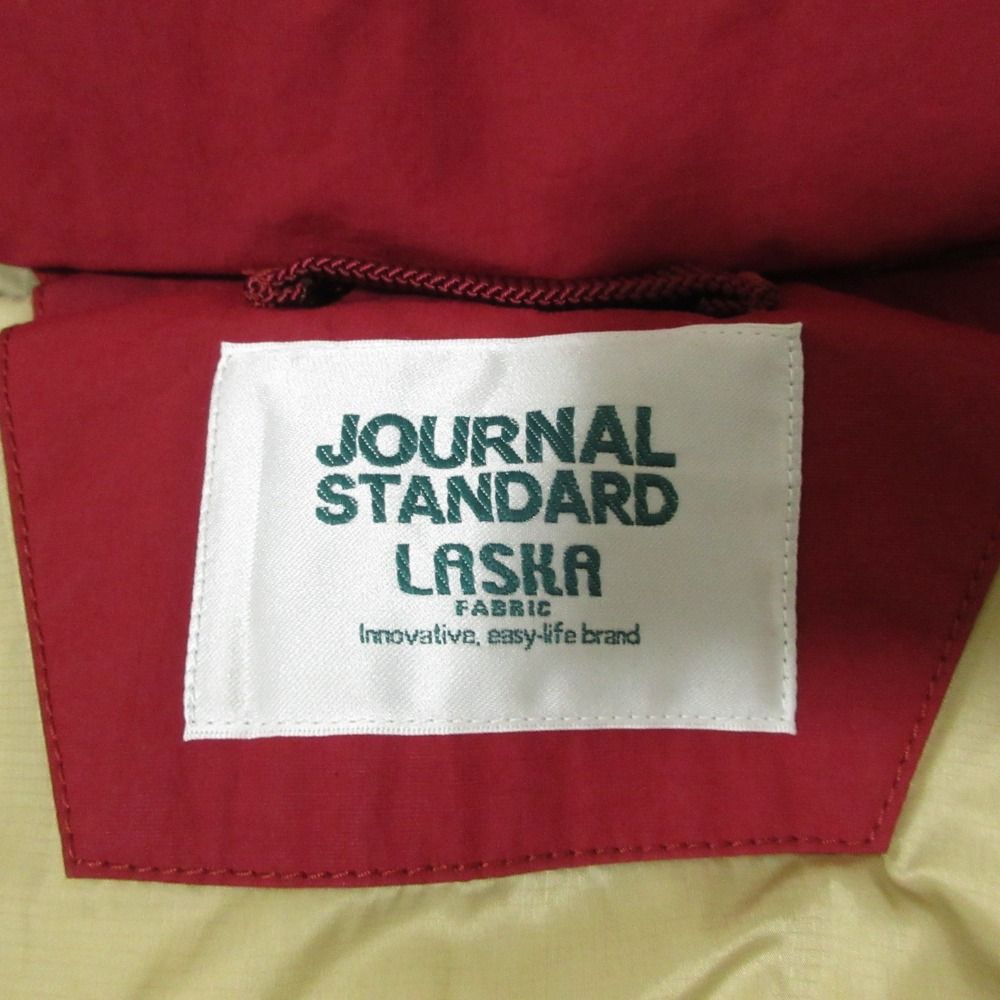 JOURNAL
STANDARD
LASKA
FABRIC
Innovative, easy-life brand